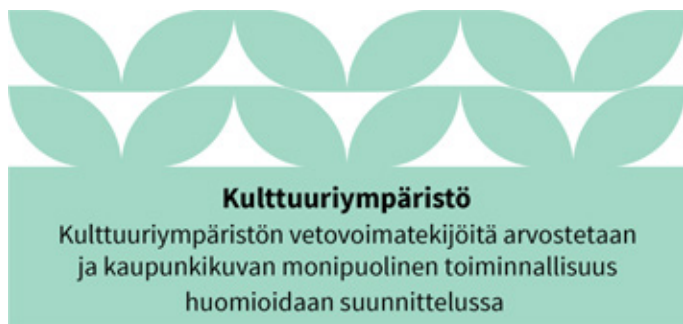 Kulttuuriympäristö
Kulttuuriympäristön vetovoimatekijöitä arvostetaan
ja kaupunkikuvan monipuolinen toiminnallisuus
huomioidaan suunnittelussa